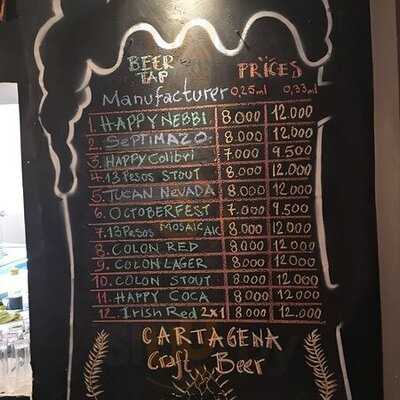 BEER PRICES
TAP
Manufacturer 0,25ml 0,33ml
1. HAPPY NEBBI 8.000 12.000
2. SEPTIMAZO 8.000 12.000
3. HAPPY COLIBRI 7.000 9.500
4. 13 PESOS STOUT 8.000 12.000
5. TUCAN NEVADA 8.000 12.000
6. OCTOBERFEST 7.000 9.500
7. 13 PESOS MOSAIC AIC 8.000 12.000
8. COLON RED 8.000 12.000
9. COLON LAGER 8.000 12.000
10. COLON STOUT 8.000 12.000
11. HAPPY COCA 8.000 12.000
12. Irish Red 2x1 8.000 12.000
CARTAGENA
Craft Beer